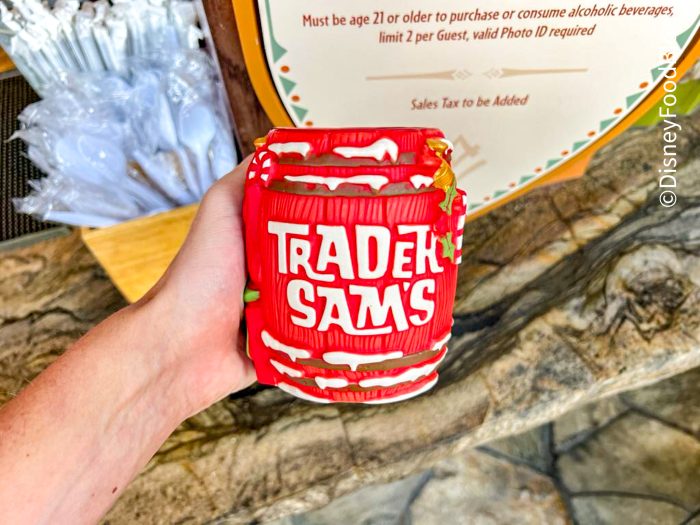 Must be age 21 or older to purchase or consume alcoholic beverages,
limit 2 per Guest, valid Photo ID required
Sales Tax to be Added
TRADER
SAM'S